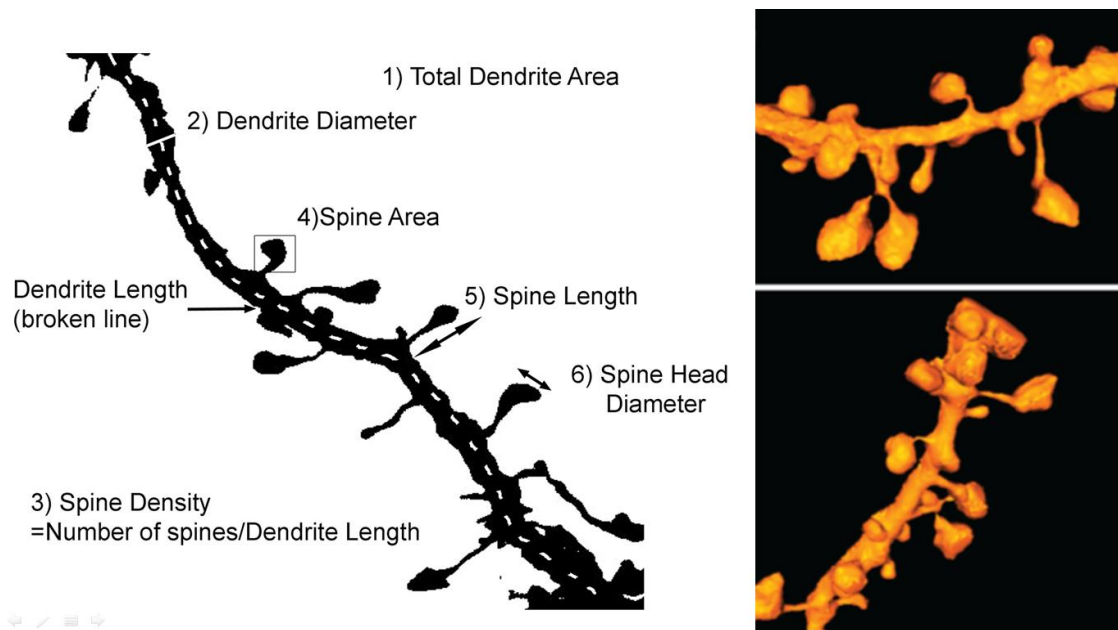 1) Total Dendrite Area
2) Dendrite Diameter
4)Spine Area
Dendrite Length
(broken line)
5) Spine Length
6) Spine Head
Diameter
3) Spine Density
=Number of spines/Dendrite Length